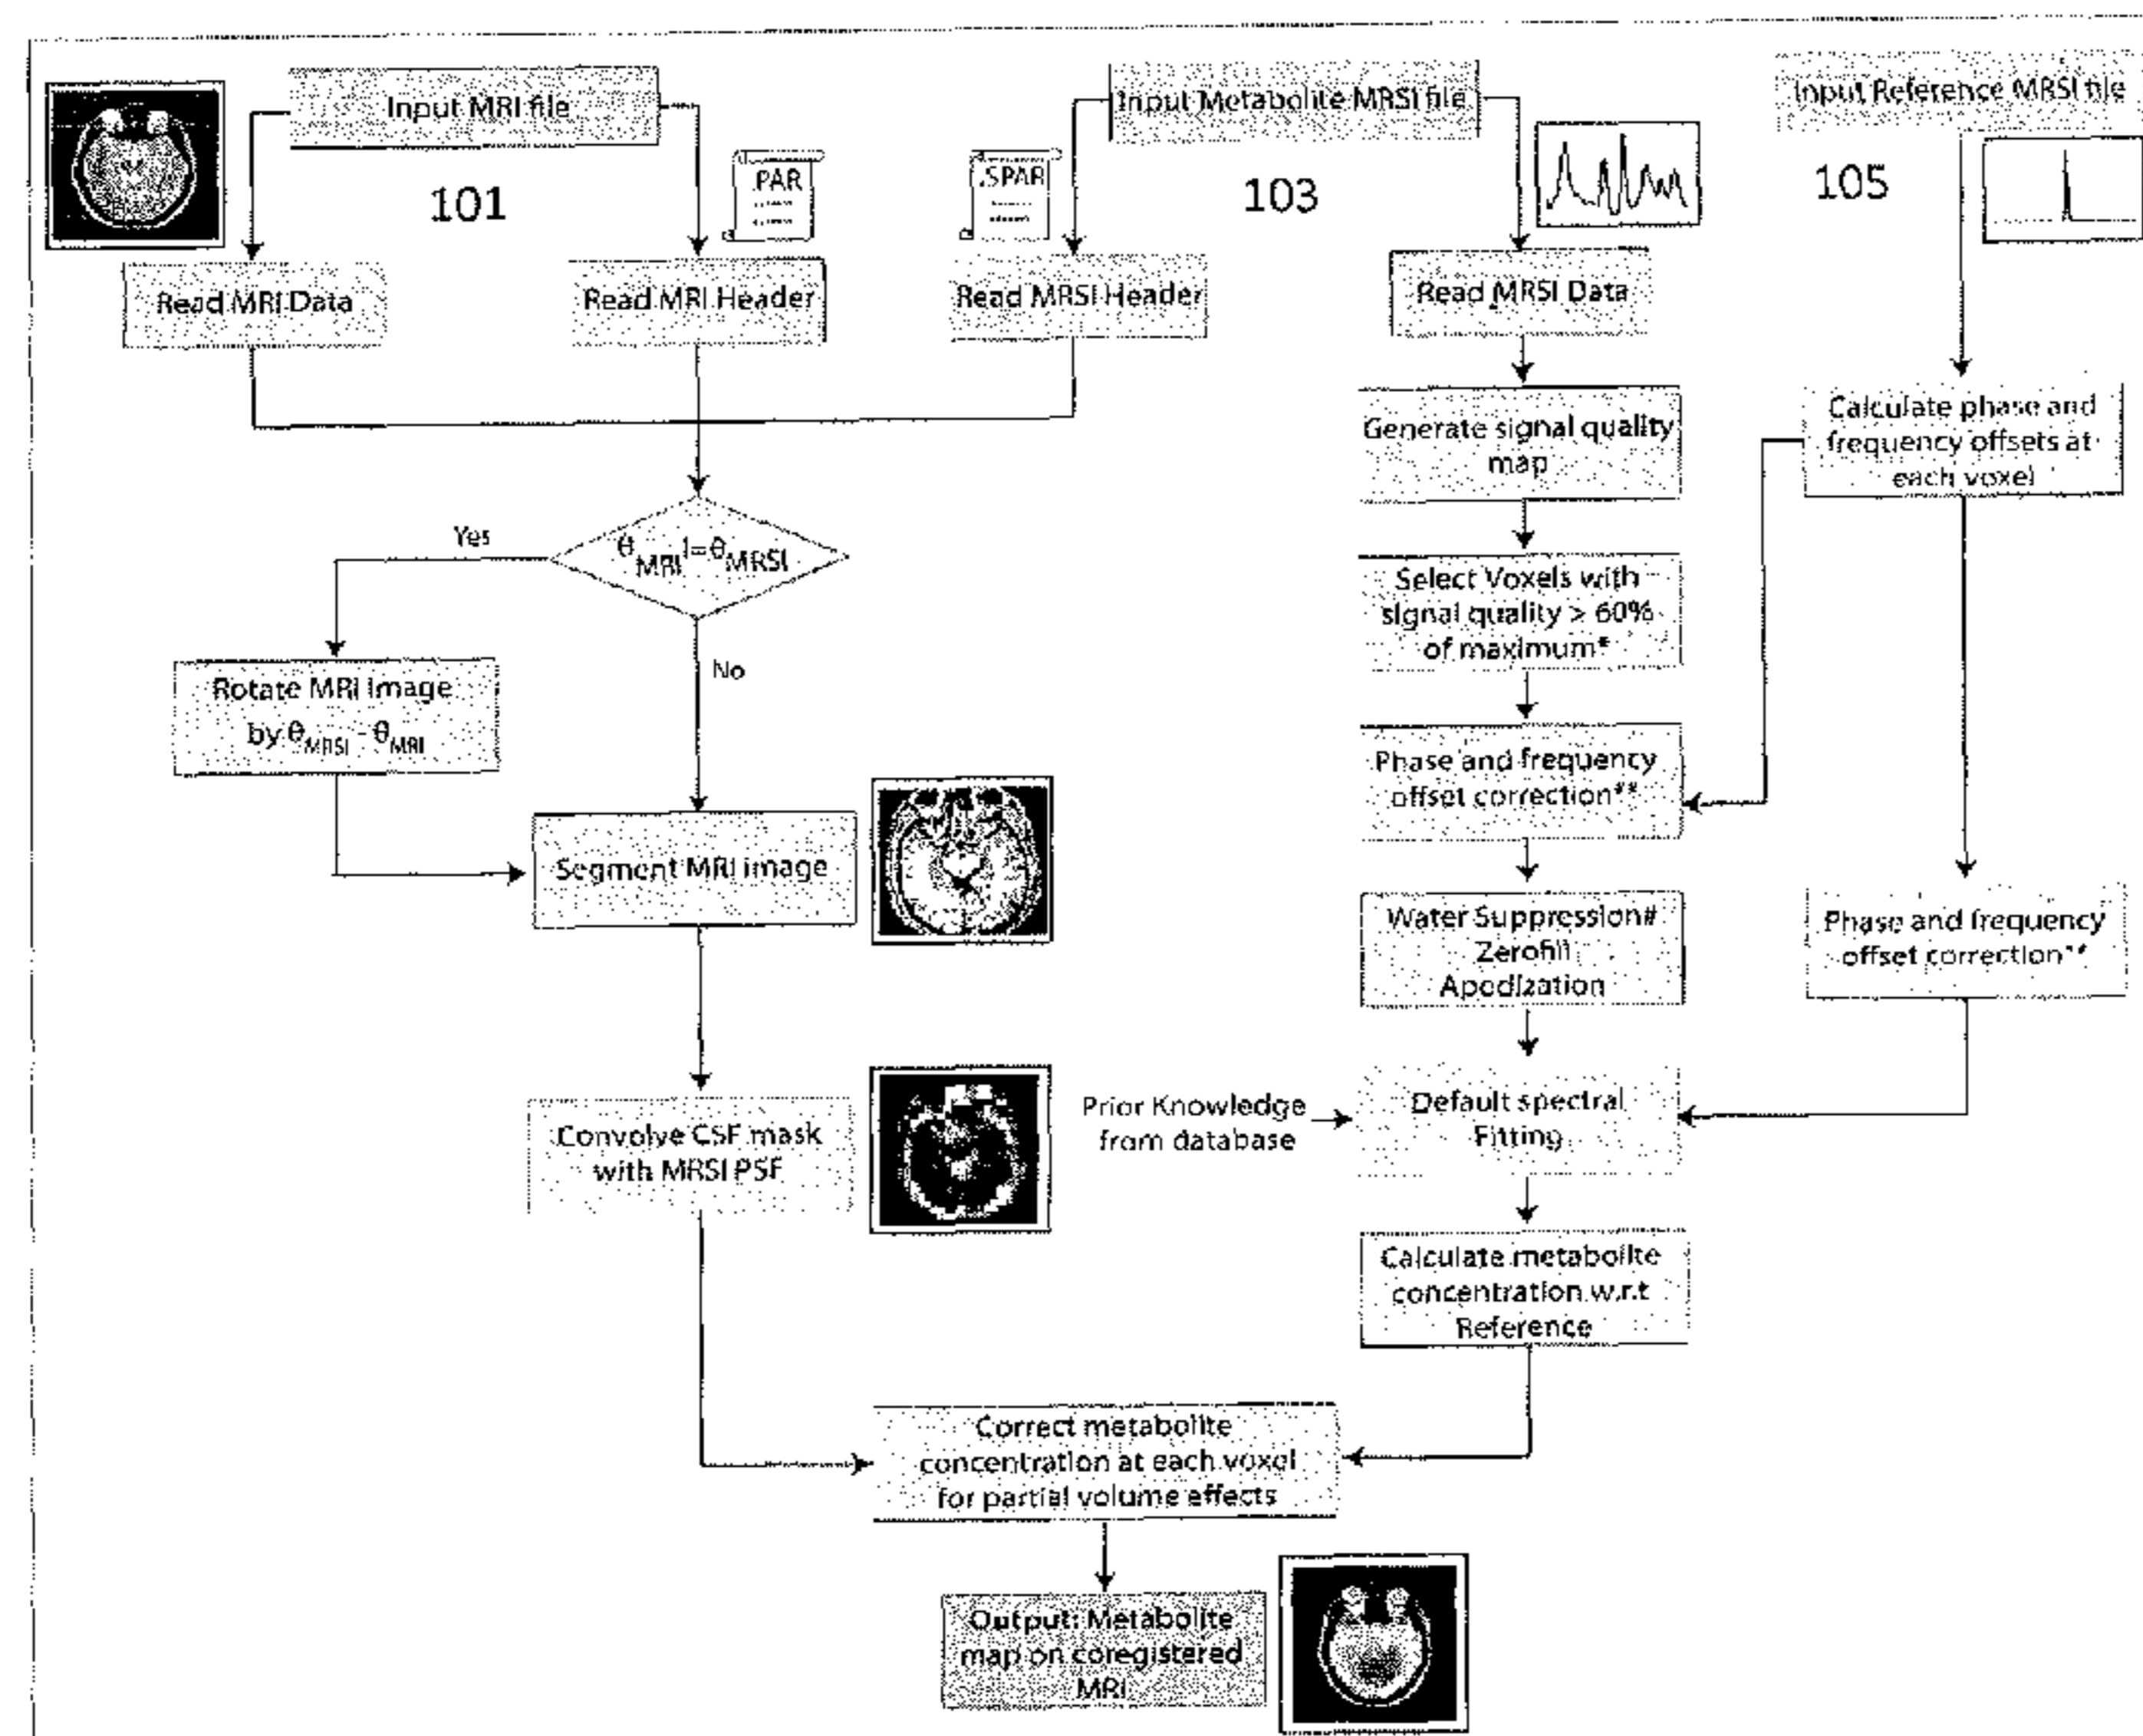 Input MRI file
Input Metabolite MRSI file
Input Reference MRSI file
101
.PAR
.SPAR
103
105
Read MRI Data
Read MRI Header
Read MRSI Header
Read MRSI Data
Generate signal quality
map
Calculate phase and
frequency offsets at
each voxel
Yes
θMRI!=θMRSI
No
Select Voxels with
signal quality > 60%
of maximum*
Rotate MRI Image
by θMRSI - θMRI
Phase and frequency
offset correction**
Segment MRI image
Water Suppression#
Zerofill
Apodization
Phase and frequency
offset correction**
Convolve CSF mask
with MRSI PSF
Prior Knowledge
from database
Default spectral
Fitting
Calculate metabolite
concentration w.r.t
Reference
Correct metabolite
concentration at each voxel
for partial volume effects
Output: Metabolite
map on coregistered
MRI